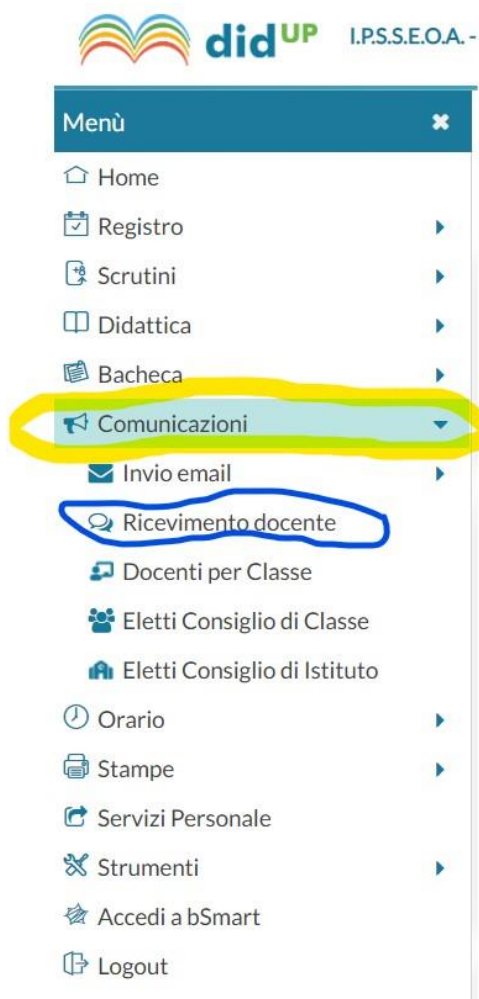 didUP I.P.S.S.E.O.A. -
Menù
Home
Registro
Scrutini
Didattica
Bacheca
Comunicazioni
Invio email
Ricevimento docente
Docenti per Classe
Eletti Consiglio di Classe
Eletti Consiglio di Istituto
Orario
Stampe
Servizi Personale
Strumenti
Accedi a bSmart
Logout